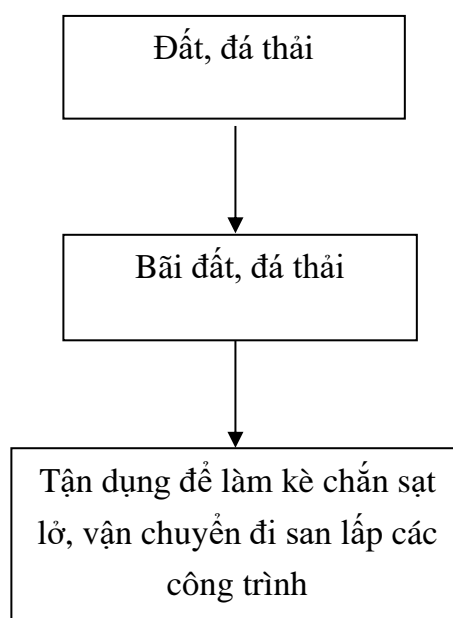 Đất, đá thải
Bãi đất, đá thải
Tận dụng để làm kè chắn sạt
lở, vận chuyển đi san lấp các
công trình